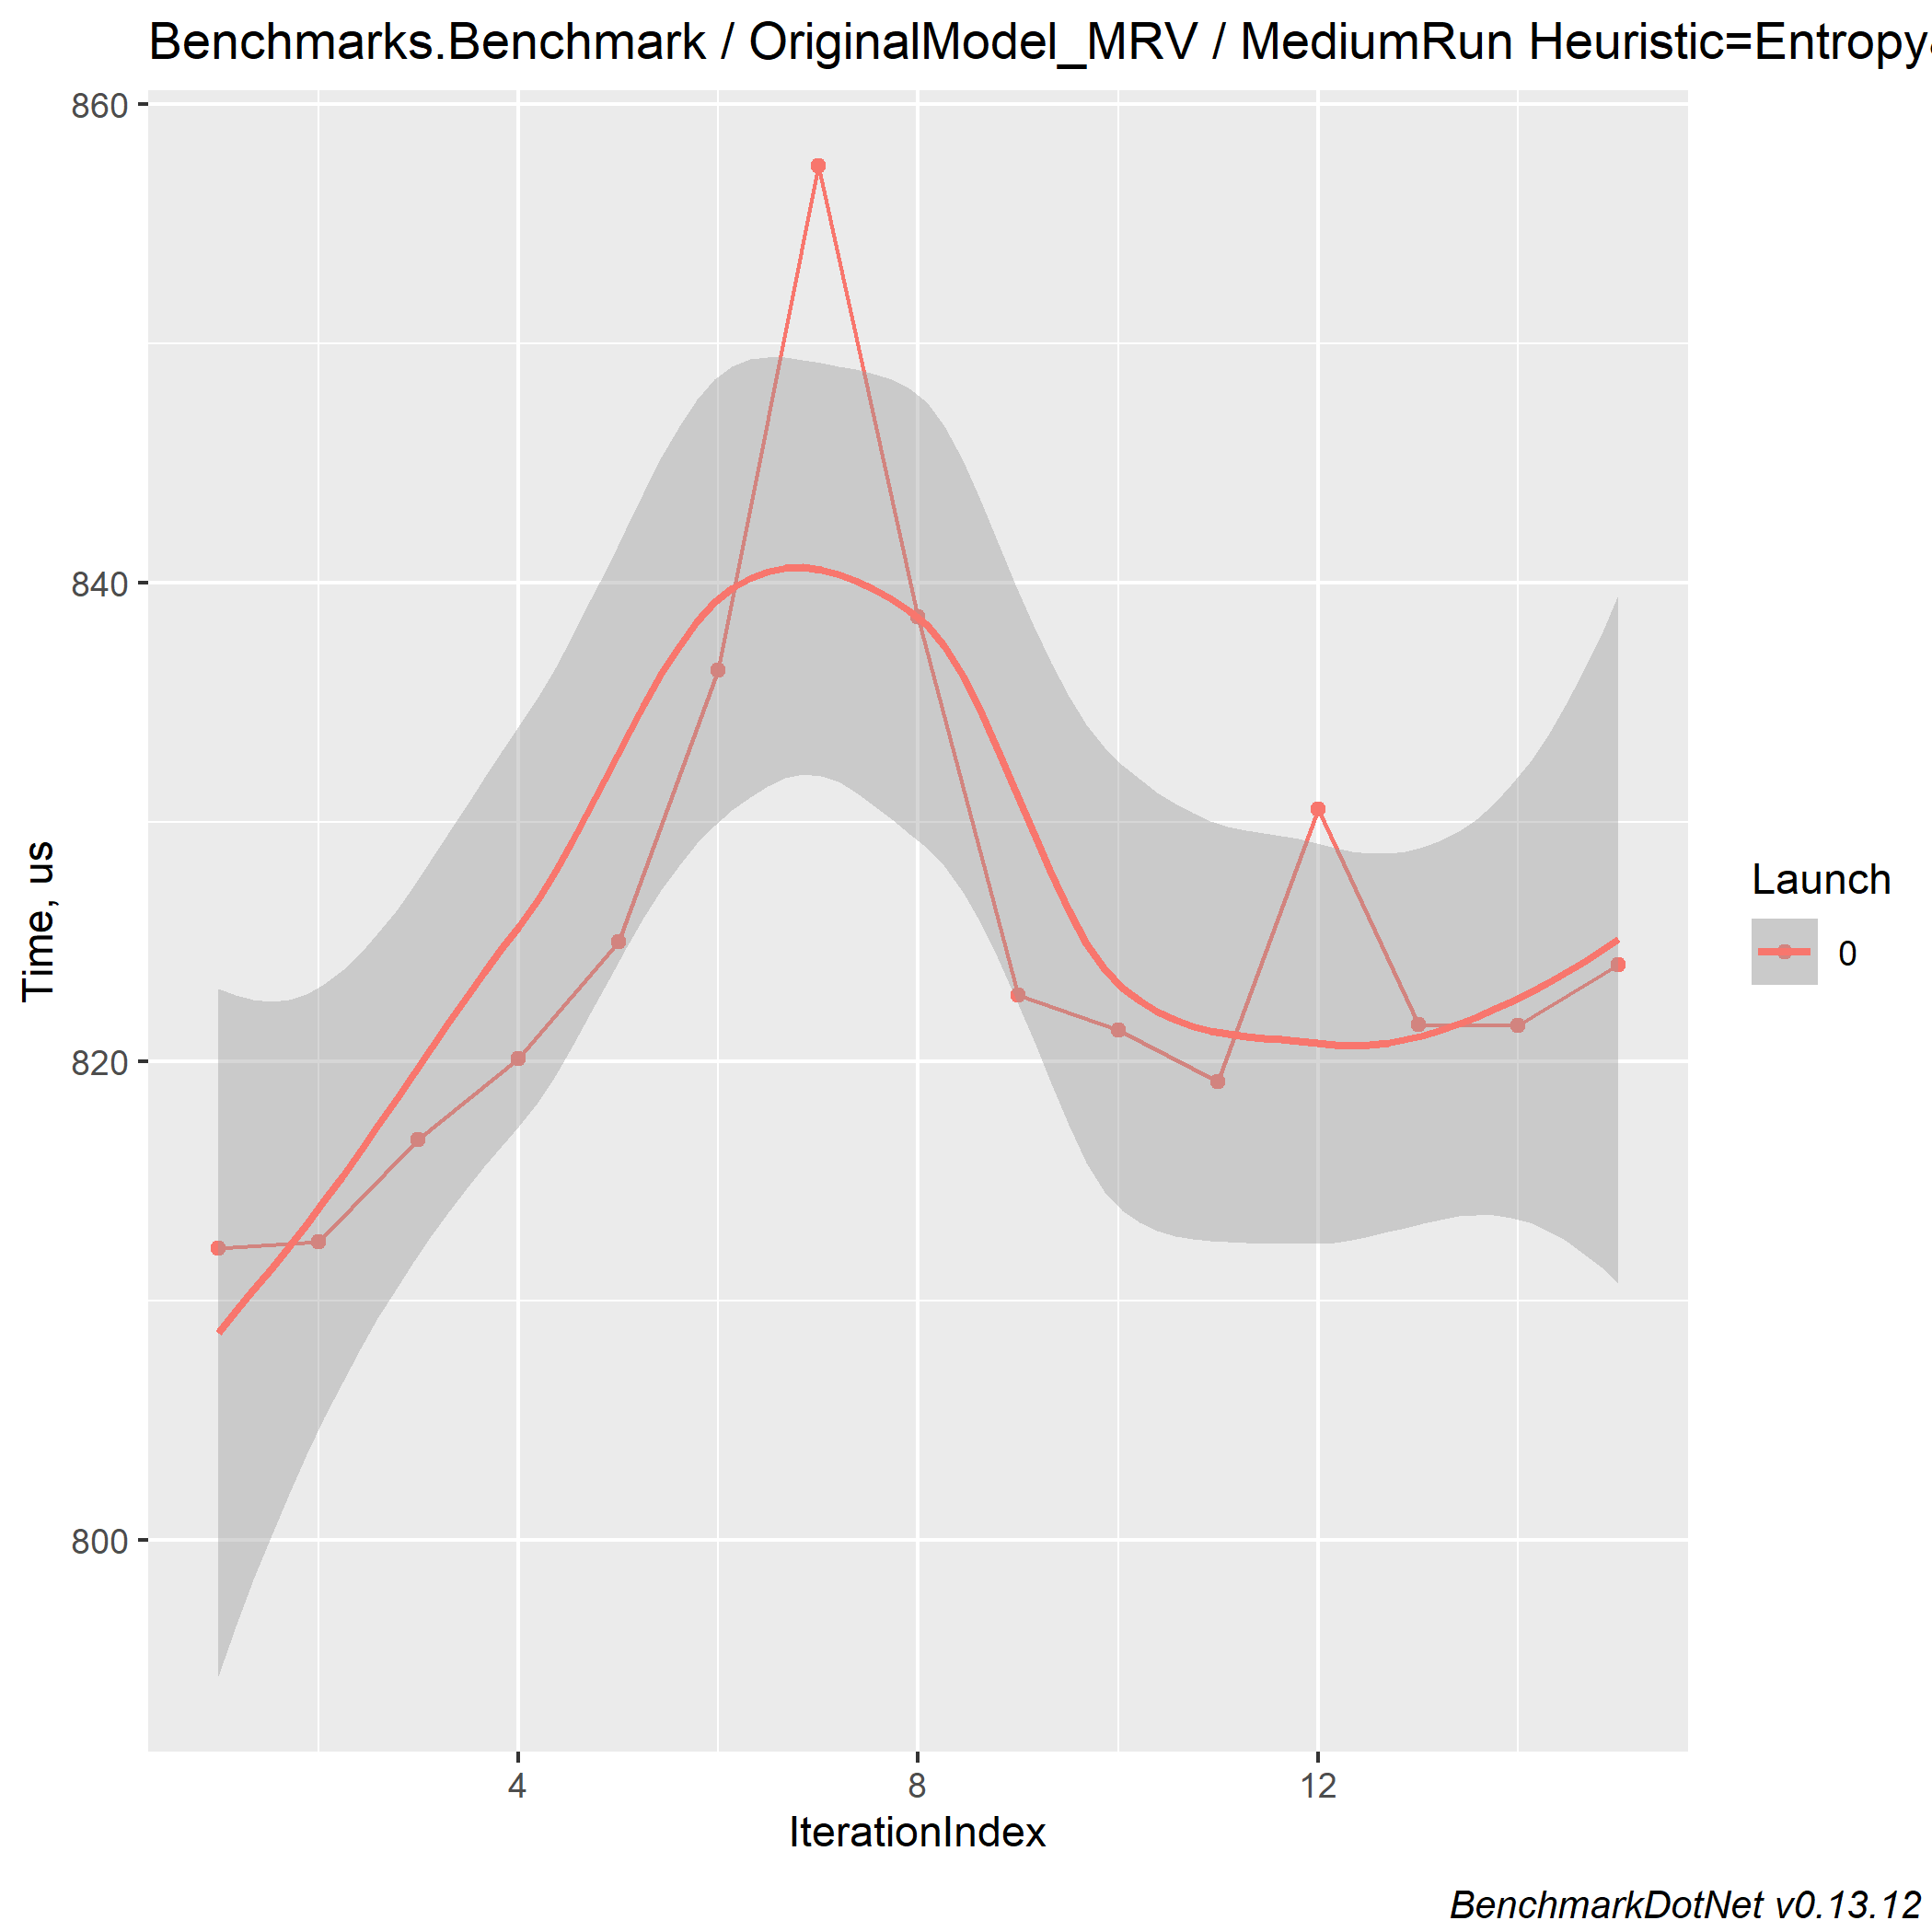 Benchmarks.Benchmark / OriginalModel_MRV / MediumRun Heuristic=Entropy
860
840
820
800
Time, us
4 8 12
IterationIndex
Launch
0
BenchmarkDotNet v0.13.12